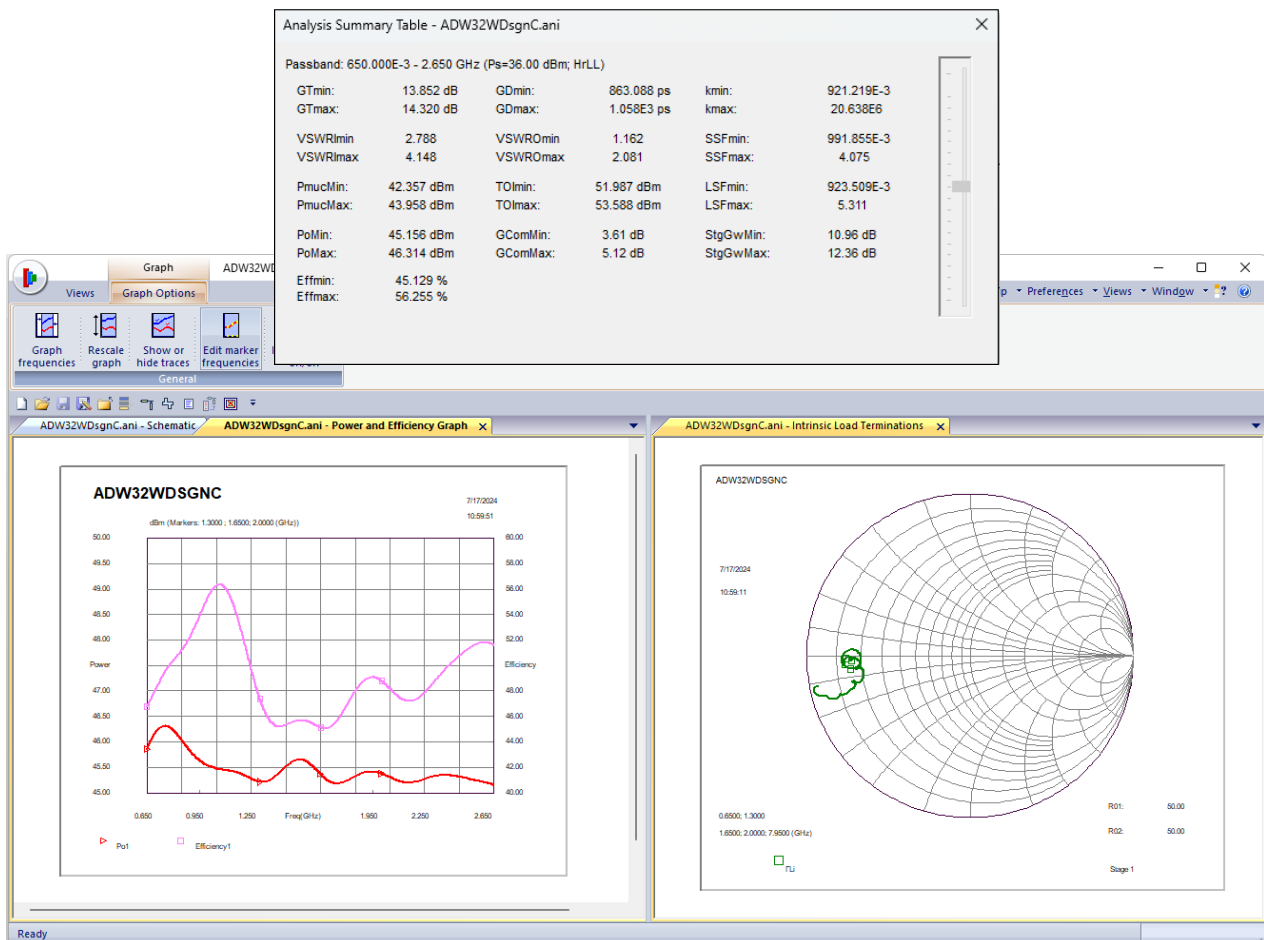 Analysis Summary Table - ADW32WDsgnC.ani
Passband: 650.000E-3 - 2.650 GHz (Ps=36.00 dBm; HrLL)
GTmin: 13.852 dB GDmin: 863.088 ps kmin: 921.219E-3
GTmax: 14.320 dB GDmax: 1.058E3 ps kmax: 20.638E6
VSWRImin 2.788 VSWROmin 1.162 SSFmin: 991.855E-3
VSWRImax 4.148 VSWROmax 2.081 SSFmax: 4.075
PmucMin: 42.357 dBm TOImin: 51.987 dBm LSFmin: 923.509E-3
PmucMax: 43.958 dBm TOImax: 53.588 dBm LSFmax: 5.311
PoMin: 45.156 dBm GComMin: 3.61 dB StgGwMin: 10.96 dB
PoMax: 46.314 dBm GComMax: 5.12 dB StgGwMax: 12.36 dB
Effmin: 45.129 %
Effmax: 56.255 %
Graph ADW32WD
Views Graph Options p Preferences Views Window ?
Graph frequencies
Rescale graph
Show or hide traces
Edit marker frequencies
General
ADW32WDsgnC.ani - Schematic ADW32WDsgnC.ani - Power and Efficiency Graph
ADW32WDsgnC.ani - Intrinsic Load Terminations
ADW32WDSGNC
7/17/2024
10:59:51
dBm (Markers: 1.3000 ; 1.6500; 2.0000 (GHz))
50.00 60.00
49.50 58.00
49.00 56.00
48.50 54.00
48.00 52.00
Power Efficiency
47.00 48.00
46.50 46.00
46.00 44.00
45.50 42.00
45.00 40.00
0.650 0.950 1.250 Freq(GHz) 1.950 2.250 2.650
Po1 Efficiency1
ADW32WDSGNC
7/17/2024
10:59:11
0.6500; 1.3000
1.6500; 2.0000; 7.9500 (GHz)
R01: 50.00
R02: 50.00
ΓLi
Stage 1
Ready